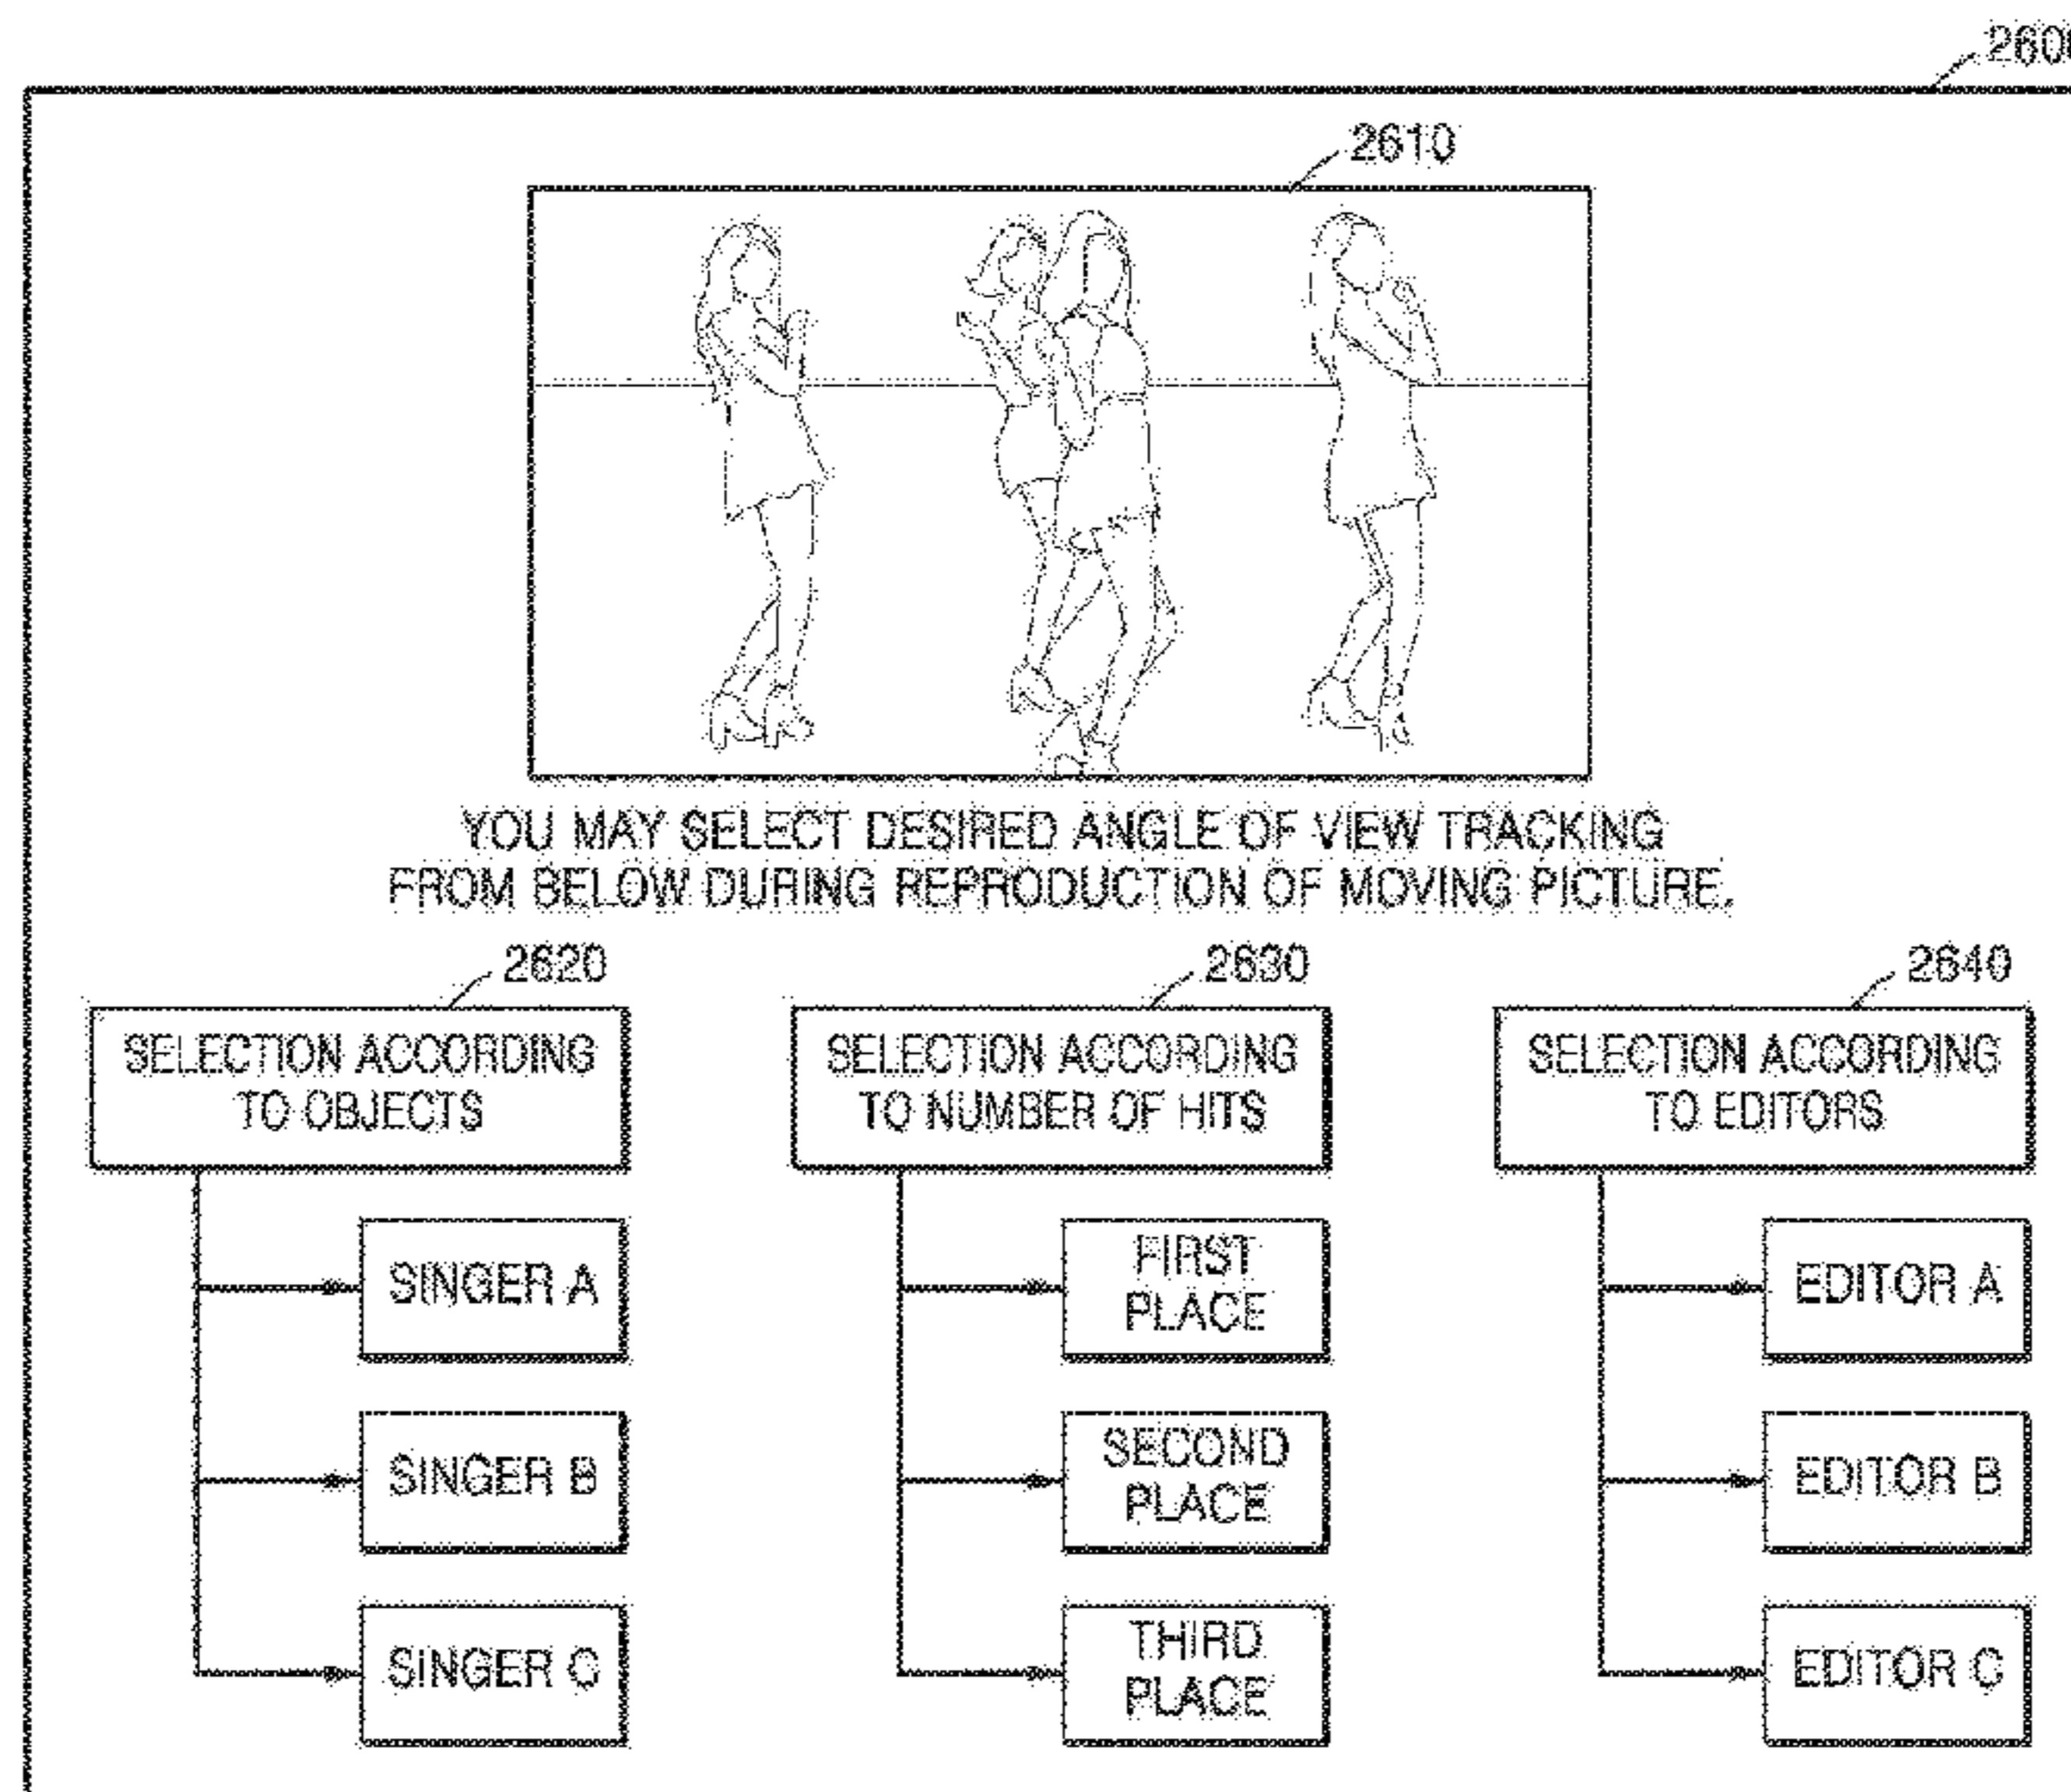 2610
YOU MAY SELECT DESIRED ANGLE OF VIEW TRACKING
FROM BELOW DURING REPRODUCTION OF MOVING PICTURE.
2620
2630
2640
SELECTION ACCORDING
TO OBJECTS
SELECTION ACCORDING
TO NUMBER OF HITS
SELECTION ACCORDING
TO EDITORS
SINGER A
FIRST
PLACE
EDITOR A
SINGER B
SECOND
PLACE
EDITOR B
SINGER C
THIRD
PLACE
EDITOR C